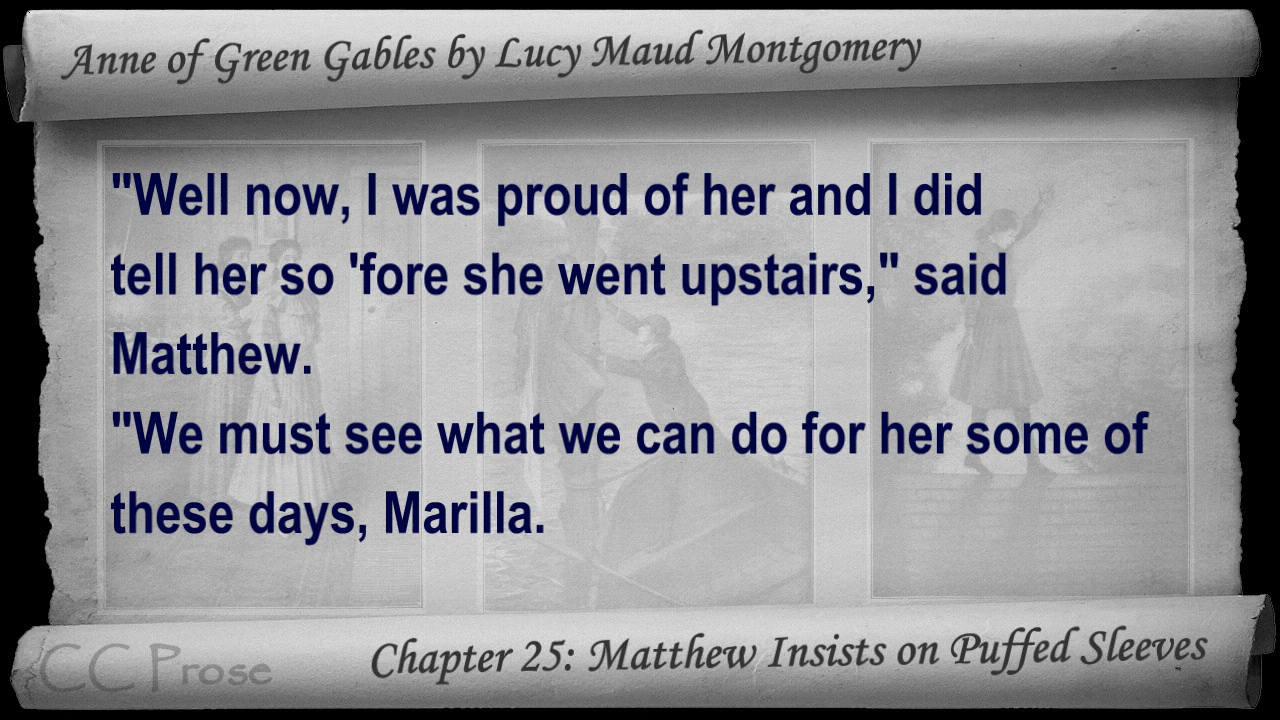 Anne of Green Gables by Lucy Maud Montgomery
"Well now, I was proud of her and I did
tell her so 'fore she went upstairs," said
Matthew.
"We must see what we can do for her some of
these days, Marilla.
CC Prose
Chapter 25: Matthew Insists on Puffed Sleeves